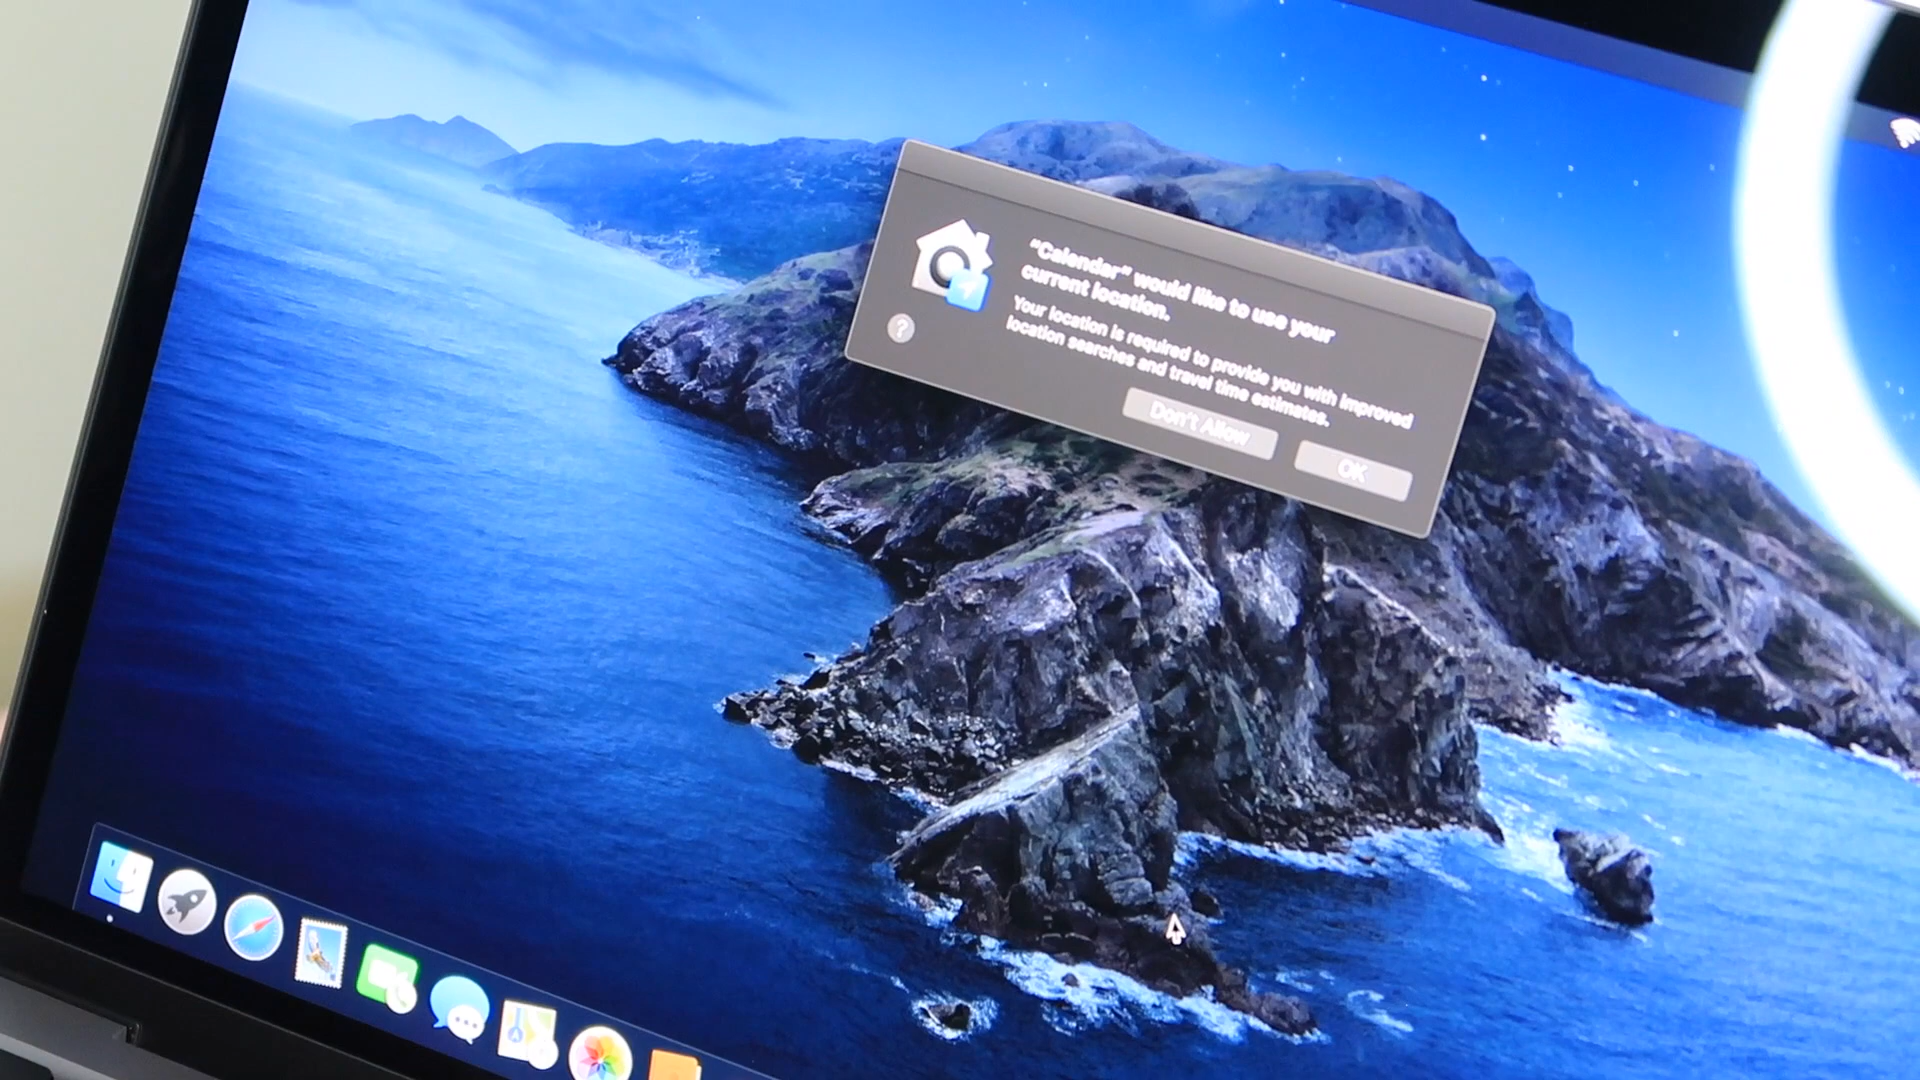 "Calendar" would like to use your
current location.
Your location is required to provide you with improved
location searches and travel time estimates.
?
Don't Allow
OK